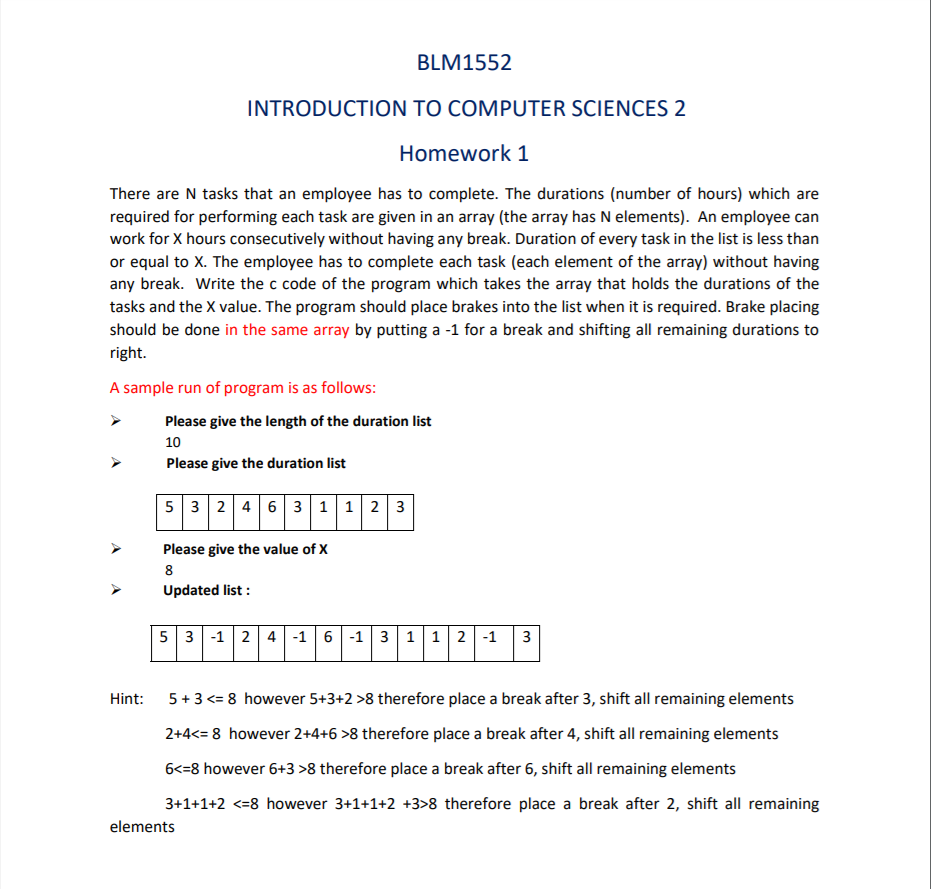 BLM1552
INTRODUCTION TO COMPUTER SCIENCES 2
Homework 1
There are N tasks that an employee has to complete. The durations (number of hours) which are
required for performing each task are given in an array (the array has N elements). An employee can
work for X hours consecutively without having any break. Duration of every task in the list is less than
or equal to X. The employee has to complete each task (each element of the array) without having
any break. Write the c code of the program which takes the array that holds the durations of the
tasks and the X value. The program should place brakes into the list when it is required. Brake placing
should be done in the same array by putting a -1 for a break and shifting all remaining durations to
right.
A sample run of program is as follows:
➢ Please give the length of the duration list
10
➢ Please give the duration list
5 3 2 4 6 3 1 1 2 3
➢ Please give the value of X
8
➢ Updated list :
5 3 -1 2 4 -1 6 -1 3 1 1 2 -1 3
Hint: 5 + 3 <= 8 however 5+3+2 >8 therefore place a break after 3, shift all remaining elements
2+4<= 8 however 2+4+6 >8 therefore place a break after 4, shift all remaining elements
6<=8 however 6+3 >8 therefore place a break after 6, shift all remaining elements
3+1+1+2 <=8 however 3+1+1+2 +3>8 therefore place a break after 2, shift all remaining
elements